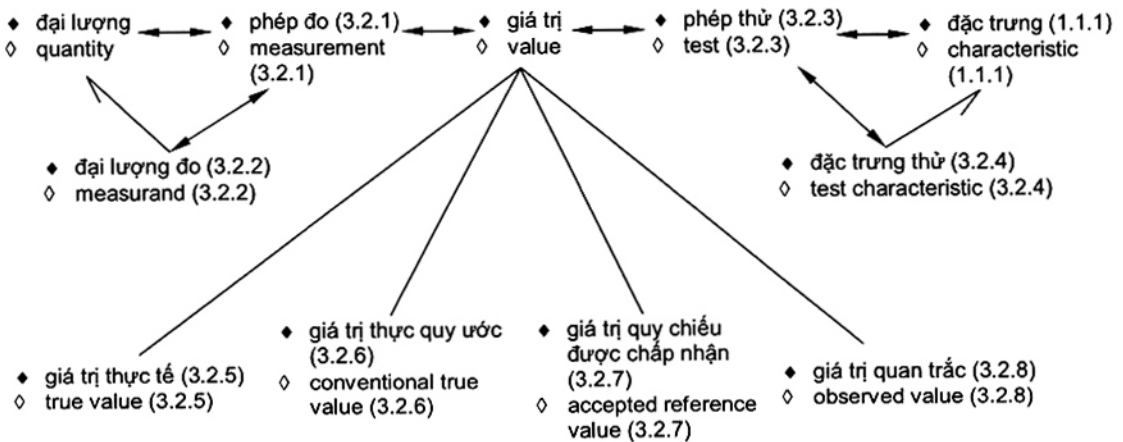 ♦ đại lượng
◊ quantity
♦ phép đo (3.2.1)
◊ measurement
(3.2.1)
♦ giá trị
◊ value
♦ phép thử (3.2.3)
◊ test (3.2.3)
♦ đặc trưng (1.1.1)
◊ characteristic
(1.1.1)
♦ đại lượng đo (3.2.2)
◊ measurand (3.2.2)
♦ đặc trưng thử (3.2.4)
◊ test characteristic (3.2.4)
♦ giá trị thực tế (3.2.5)
◊ true value (3.2.5)
♦ giá trị thực quy ước
(3.2.6)
◊ conventional true
value (3.2.6)
♦ giá trị quy chiếu
được chấp nhận
(3.2.7)
◊ accepted reference
value (3.2.7)
♦ giá trị quan trắc (3.2.8)
◊ observed value (3.2.8)